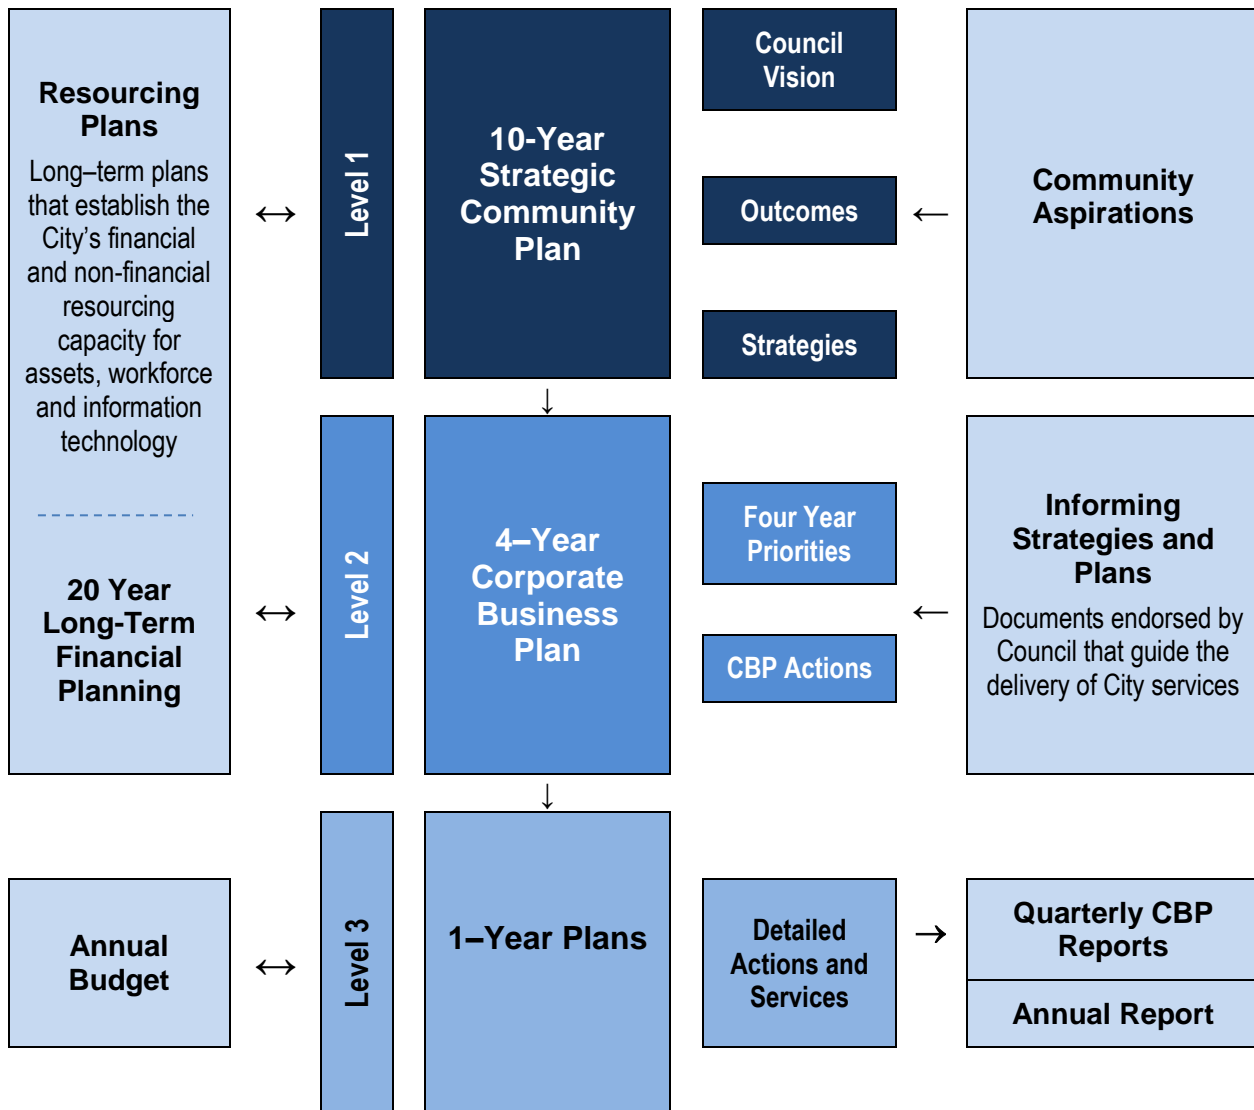 Resourcing
Plans
Long–term plans
that establish the
City’s financial
and non-financial
resourcing
capacity for
assets, workforce
and information
technology
20 Year
Long-Term
Financial
Planning
Level 1
10-Year
Strategic
Community
Plan
Council
Vision
Outcomes
Strategies
Community
Aspirations
Level 2
4–Year
Corporate
Business
Plan
Four Year
Priorities
CBP Actions
Informing
Strategies and
Plans
Documents endorsed by
Council that guide the
delivery of City services
Annual
Budget
Level 3
1–Year Plans
Detailed
Actions and
Services
Quarterly CBP
Reports
Annual Report